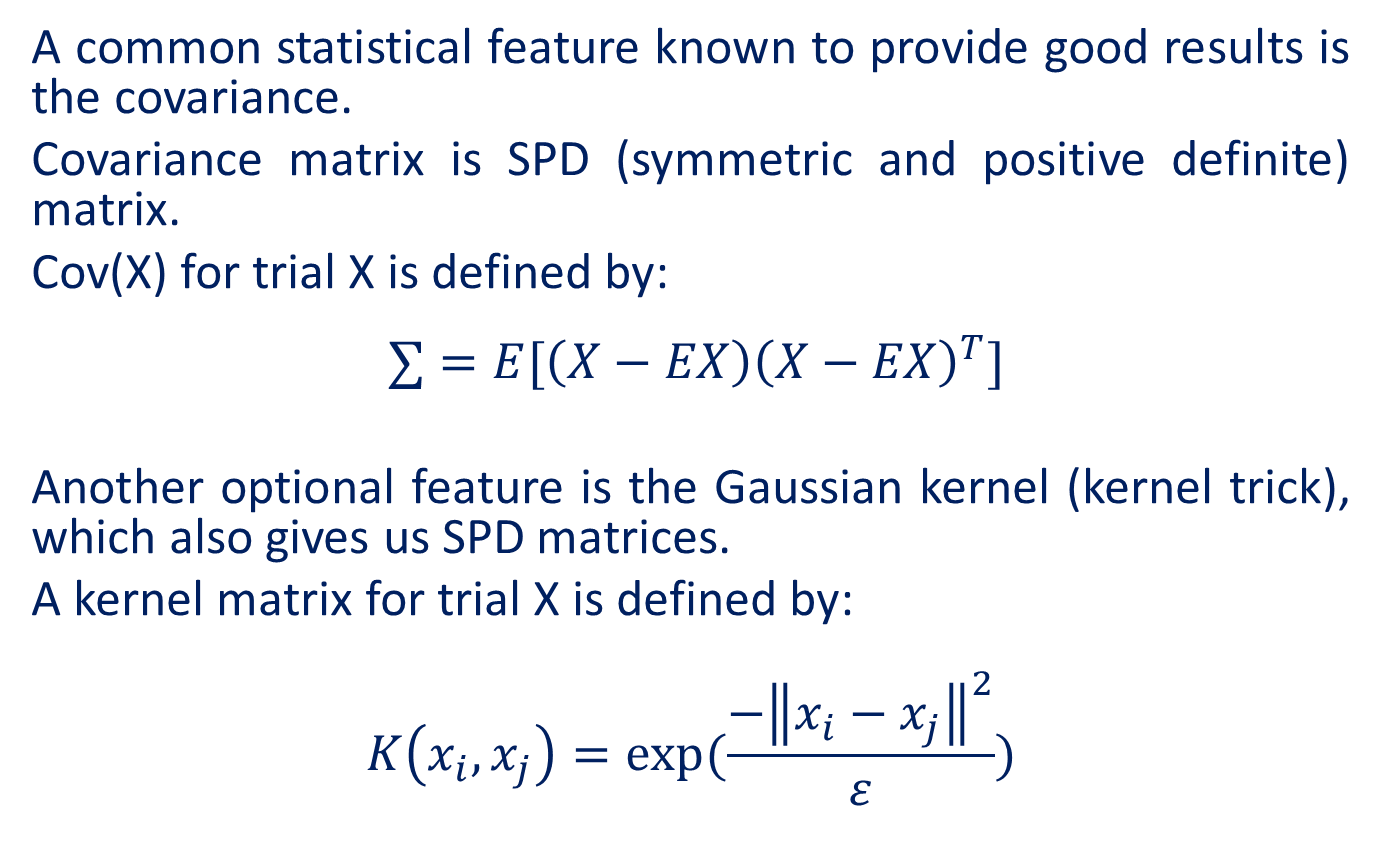 A common statistical feature known to provide good results is
the covariance.
Covariance matrix is SPD (symmetric and positive definite)
matrix.
Cov(X) for trial X is defined by:
∑ = E[(X − EX)(X − EX)^T]
Another optional feature is the Gaussian kernel (kernel trick),
which also gives us SPD matrices.
A kernel matrix for trial X is defined by:
K(x_i, x_j) = exp(−‖x_i − x_j‖^2 / ε)